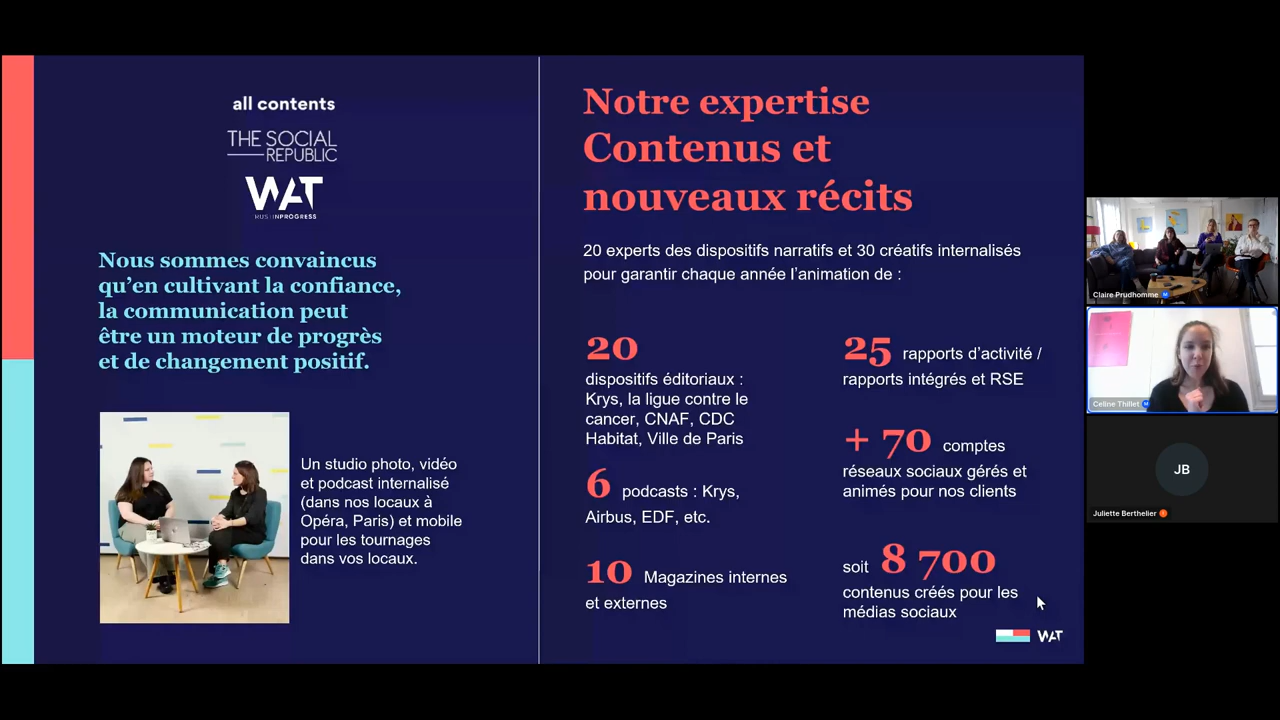 all contents
THE SOCIAL
REPUBLIC
WAT
Nous sommes convaincus
qu’en cultivant la confiance,
la communication peut
être un moteur de progrès
et de changement positif.
Un studio photo, vidéo
et podcast internalisé
(dans nos locaux à
Opéra, Paris) et mobile
pour les tournages
dans vos locaux.
Notre expertise
Contenus et
nouveaux récits
20 experts des dispositifs narratifs et 30 créatifs internalisés
pour garantir chaque année l’animation de :
20
dispositifs éditoriaux :
Krys, la ligue contre le
cancer, CNAF, CDC
Habitat, Ville de Paris
6 podcasts : Krys,
Airbus, EDF, etc.
10 Magazines internes
et externes
25 rapports d’activité /
rapports intégrés et RSE
+ 70 comptes
réseaux sociaux gérés et
animés pour nos clients
soit 8 700
contenus créés pour les
médias sociaux
WAT
Claire Prudhomme
Celine Thillet
JB
Juliette Berthelier